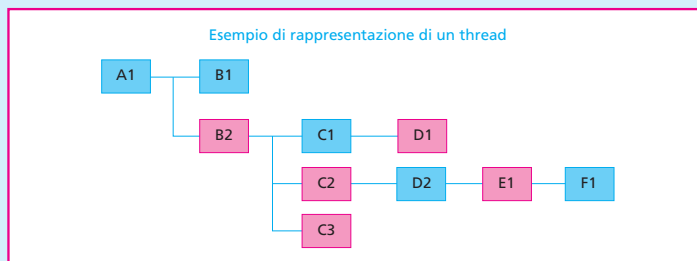 Esempio di rappresentazione di un thread
A1 B1
B2 C1 D1
C2 D2 E1 F1
C3